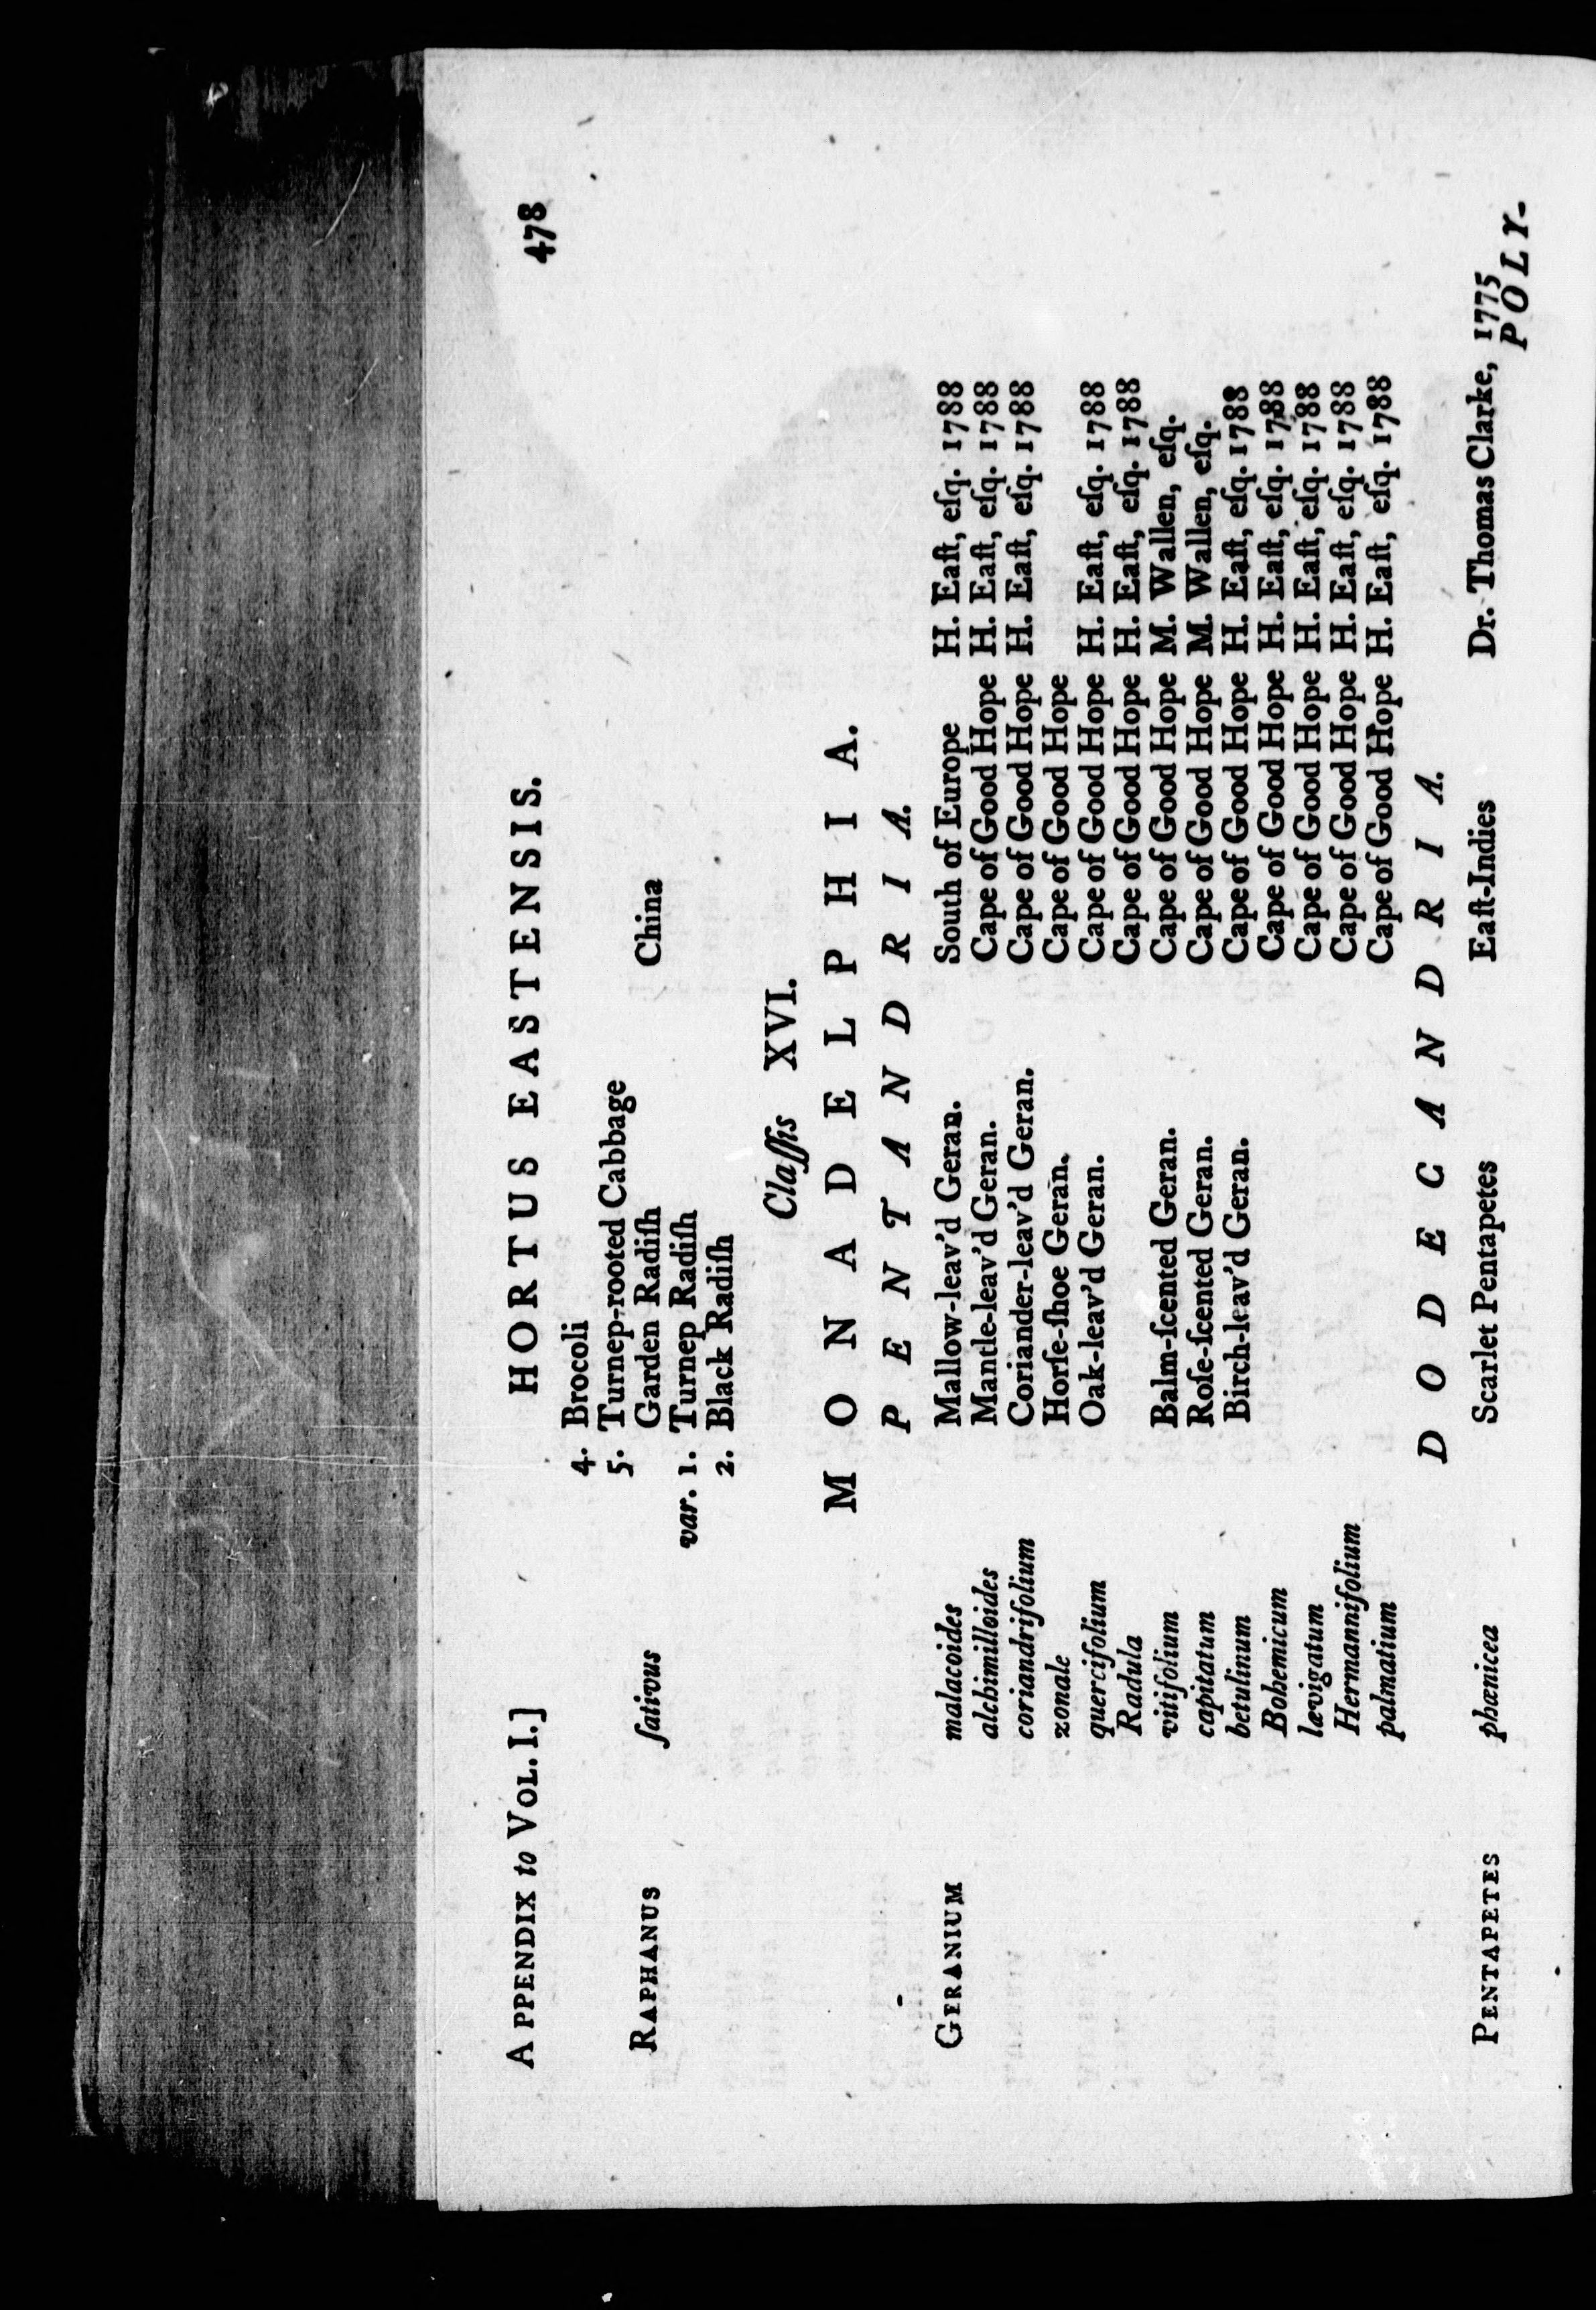 APPENDIX to VOL. I.] HORTUS EASTENSIS. 478
4. Brocoli
5. Turnep-rooted Cabbage
RAPHANUS ſativus Garden Radiſh China
var. 1. Turnep Radiſh
2. Black Radiſh
Claſſis XVI.
MONADELPHIA.
PENTANDRIA.
GERANIUM malacoides Mallow-leav'd Geran. South of Europe H. Eaſt, eſq. 1788
alchimilloides Mantle-leav'd Geran. Cape of Good Hope H. Eaſt, eſq. 1788
coriandrifolium Coriander-leav'd Geran. Cape of Good Hope H. Eaſt, eſq. 1788
zonale Horſe-ſhoe Geran. Cape of Good Hope
quercifolium Oak-leav'd Geran. Cape of Good Hope H. Eaſt, eſq. 1788
Radula Cape of Good Hope H. Eaſt, eſq. 1788
vitifolium Balm-ſcented Geran. Cape of Good Hope M. Wallen, eſq.
capitatum Roſe-ſcented Geran. Cape of Good Hope M. Wallen, eſq.
betulinum Birch-leav'd Geran. Cape of Good Hope H. Eaſt, eſq. 1788
Bohemicum Cape of Good Hope H. Eaſt, eſq. 1788
lævigatum Cape of Good Hope H. Eaſt, eſq. 1788
Hermannifolium Cape of Good Hope H. Eaſt, eſq. 1788
palmatium Cape of Good Hope H. Eaſt, eſq. 1788
DODECANDRIA.
PENTAPETES phænicea Scarlet Pentapetes Eaſt-Indies Dr. Thomas Clarke, 1775
POLY-